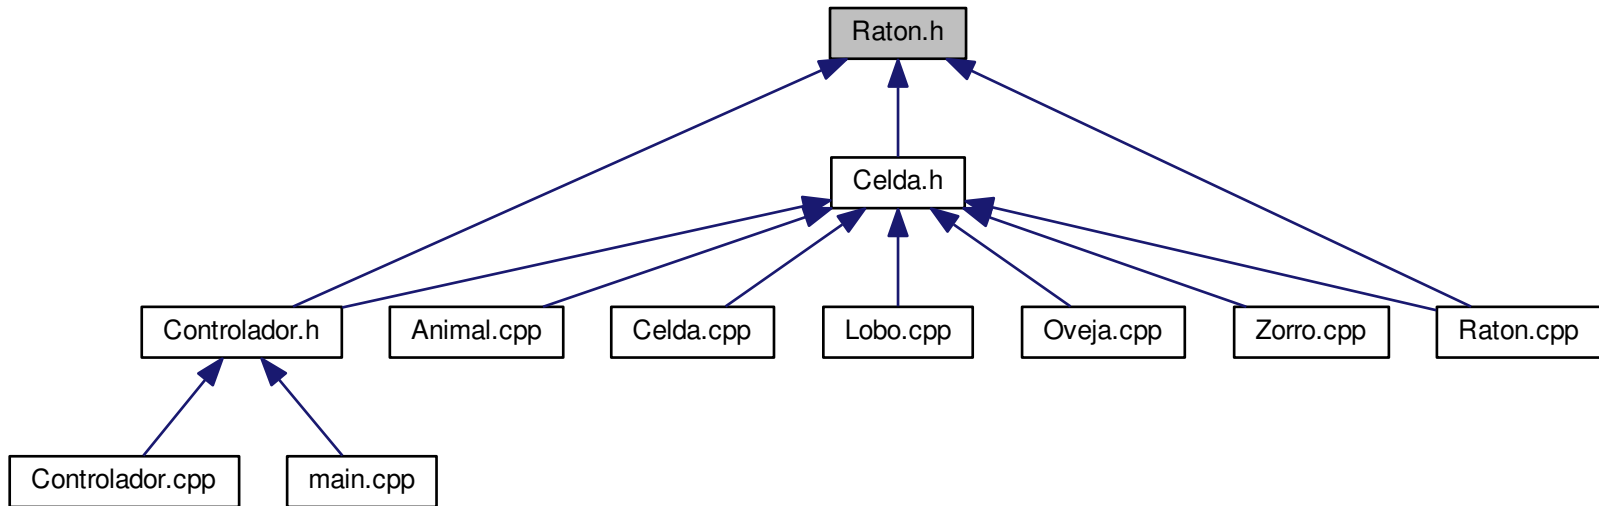 Raton.h
Celda.h
Controlador.h
Animal.cpp
Celda.cpp
Lobo.cpp
Oveja.cpp
Zorro.cpp
Raton.cpp
Controlador.cpp
main.cpp